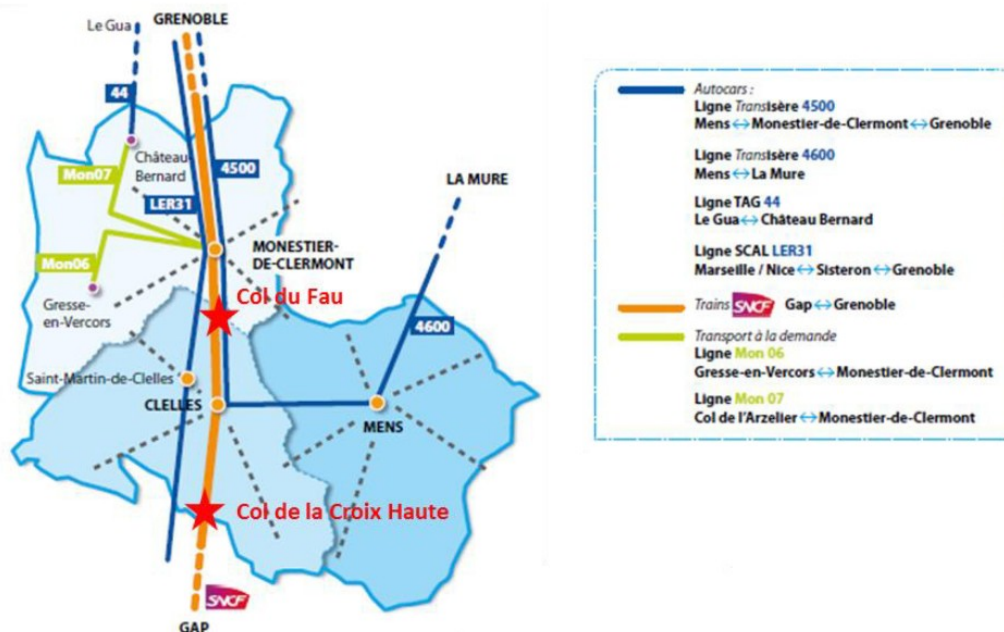 Le Gua
GRENOBLE
44
Château
Bernard
Mon07
4500
LER31
LA MURE
Mon06
MONESTIER-
DE-CLERMONT
Gresse-
en-Vercors
Col du Fau
4600
Saint-Martin-de-Clelles
CLELLES
MENS
Col de la Croix Haute
SNCF
GAP
Autocars :
Ligne Transisère 4500
Mens ↔ Monestier-de-Clermont ↔ Grenoble
Ligne Transisère 4600
Mens ↔ La Mure
Ligne TAG 44
Le Gua ↔ Château Bernard
Ligne SCAL LER31
Marseille / Nice ↔ Sisteron ↔ Grenoble
Trains SNCF Gap ↔ Grenoble
Transport à la demande
Ligne Mon 06
Gresse-en-Vercors ↔ Monestier-de-Clermont
Ligne Mon 07
Col de l'Arzelier ↔ Monestier-de-Clermont